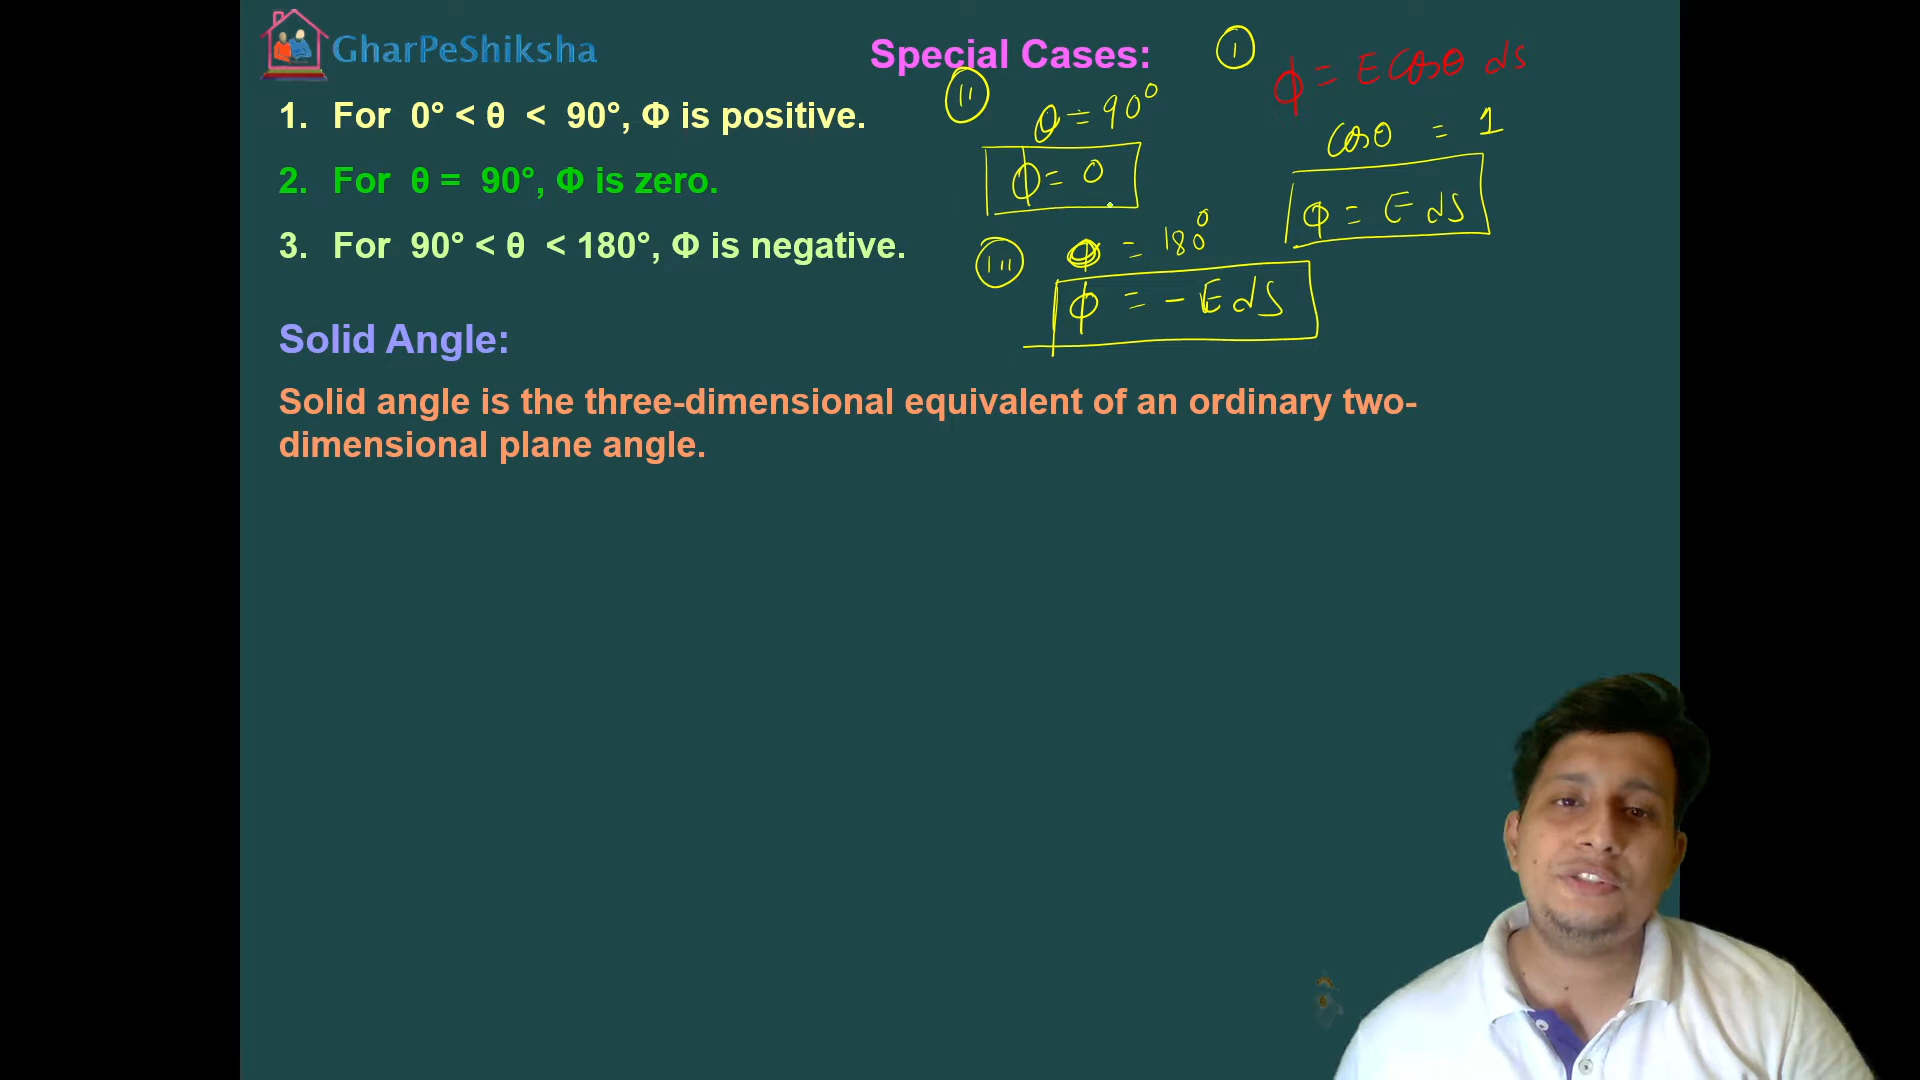 GharPeShiksha
Special Cases:
1. For 0° < θ < 90°, Φ is positive.
2. For θ = 90°, Φ is zero.
3. For 90° < θ < 180°, Φ is negative.
(I)
ϕ = E cosθ ds
cosθ = 1
ϕ = E ds
(II)
θ = 90°
ϕ = 0
(III)
= 180°
ϕ = - E ds
Solid Angle:
Solid angle is the three-dimensional equivalent of an ordinary two-
dimensional plane angle.